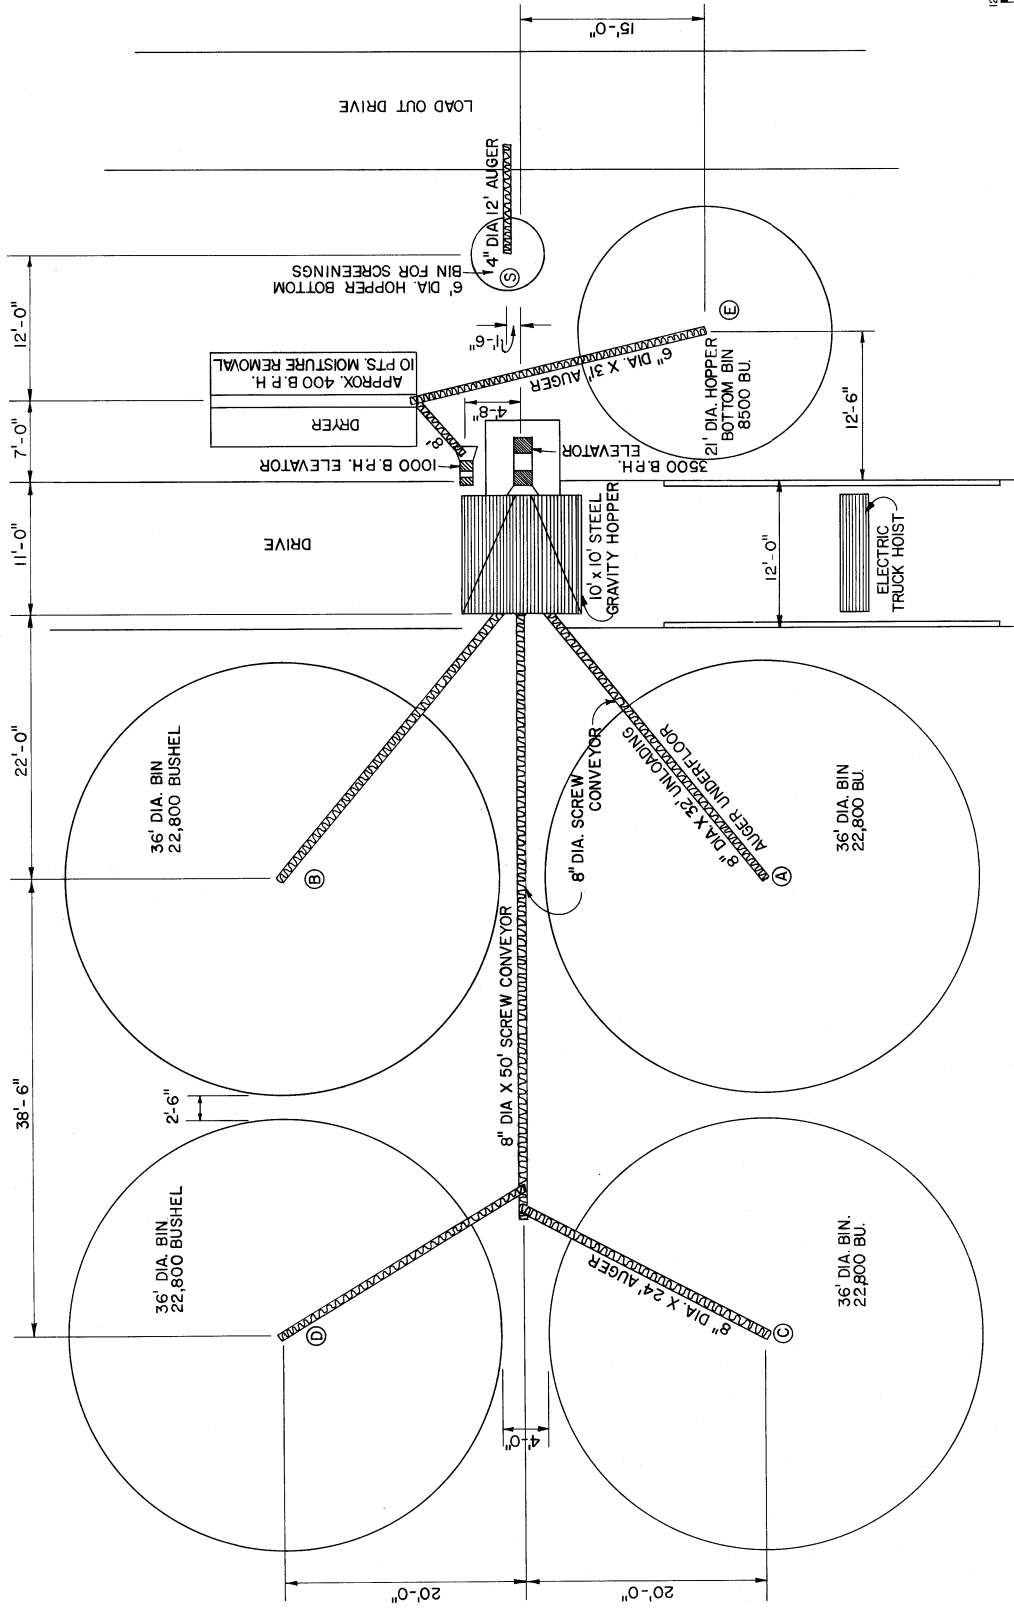 15'-0"
LOAD OUT DRIVE
4" DIA 12' AUGER
6' DIA. HOPPER BOTTOM
BIN FOR SCREENINGS
S
12'-0"
1'-6"
E
APPROX. 400 B.P.H.
10 PTS. MOISTURE REMOVAL
DRYER
6" DIA. X 31' AUGER
21' DIA. HOPPER
BOTTOM BIN
8500 BU.
12'-6"
7'-0"
8'
4'-8"
1000 B.P.H. ELEVATOR
3500 B.P.H.
ELEVATOR
11'-0"
DRIVE
10' x 10' STEEL
GRAVITY HOPPER
12'-0"
ELECTRIC
TRUCK HOIST
22'-0"
36' DIA. BIN
22,800 BUSHEL
B
8" DIA. SCREW
CONVEYOR
8" DIA. X 32' UNLOADING
AUGER UNDERFLOOR
A
36' DIA. BIN
22,800 BU.
8" DIA X 50' SCREW CONVEYOR
38'-6"
2'-6"
36' DIA. BIN
22,800 BUSHEL
D
8" DIA. X 24' AUGER
C
36' DIA. BIN.
22,800 BU.
4'-0"
20'-0"
20'-0"
12